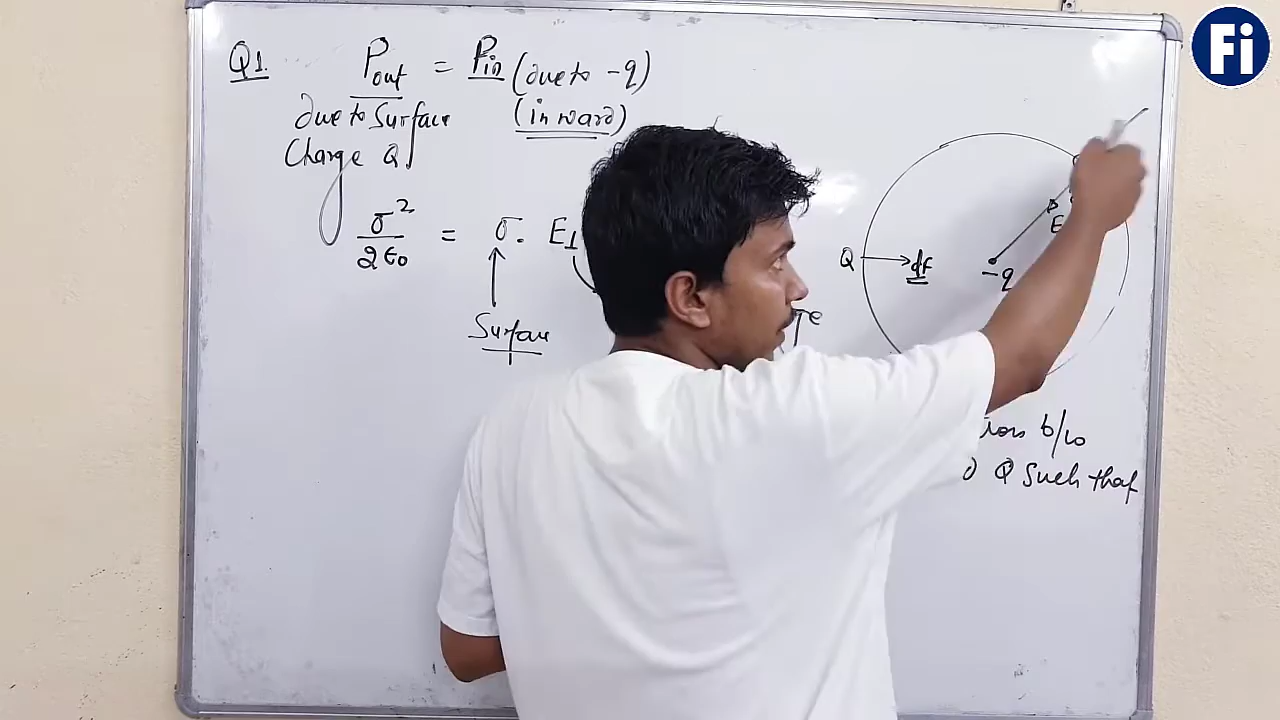 Q1. Pout = Pin (due to -q)
due to Surface (inward)
Charge Q
σ² / 2ϵ₀ = σ. E⊥
Surface
Q df -q E
b/w
Q Such that
Fi